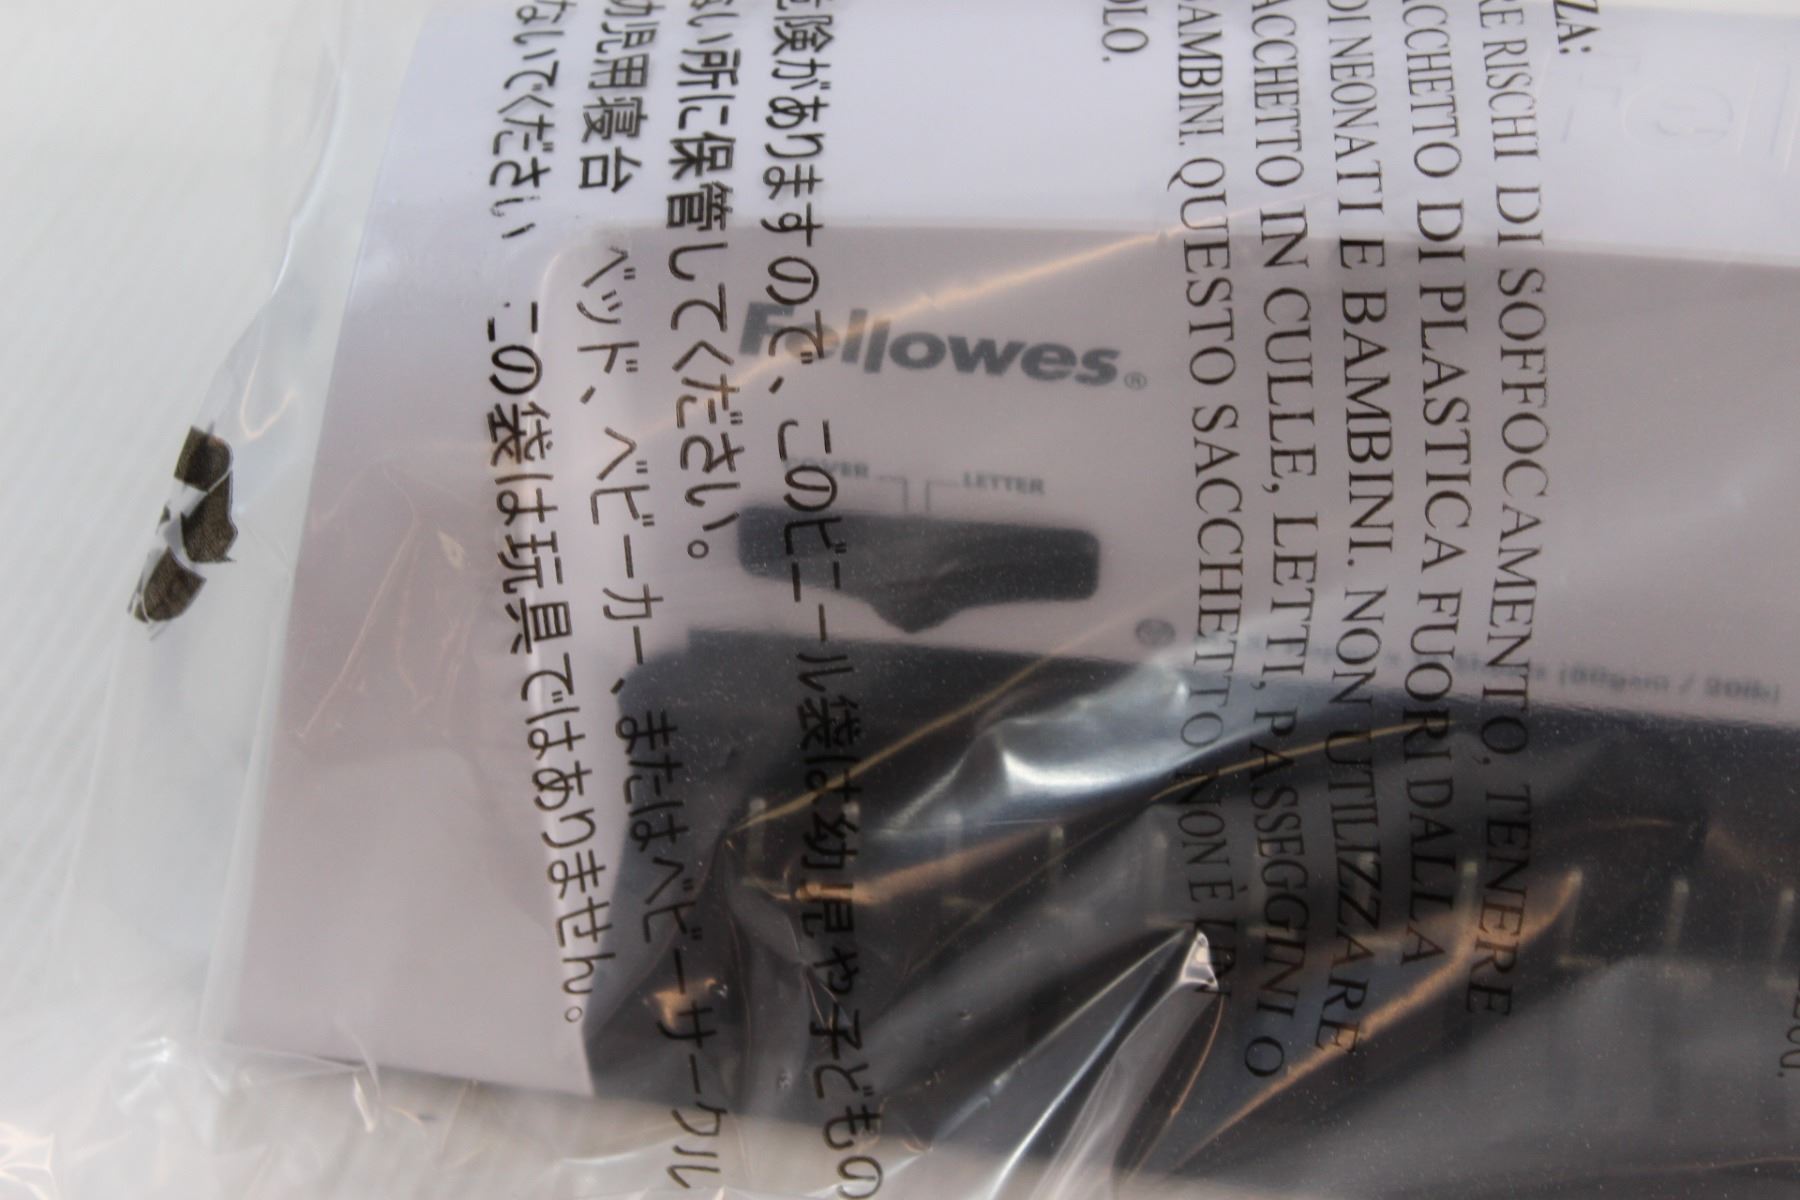 危険がありますので、このビニール袋は幼児や子どもの
ない所に保管してください。
幼児用寝台 ベッド、ベビーカー、またはベビーサークル
ないでください この袋は玩具ではありません。
ZA:
RE RISCHI DI SOFFOCAMENTO, TENERE
ACCHETTO DI PLASTICA FUORI DALLA
DI NEONATI E BAMBINI. NON UTILIZZARE
ACCHETTO IN CULLE, LETTI, PASSEGGINI O
BAMBINI. QUESTO SACCHETTO NON È UN
OLO.
Fellowes®
COVER
LETTER